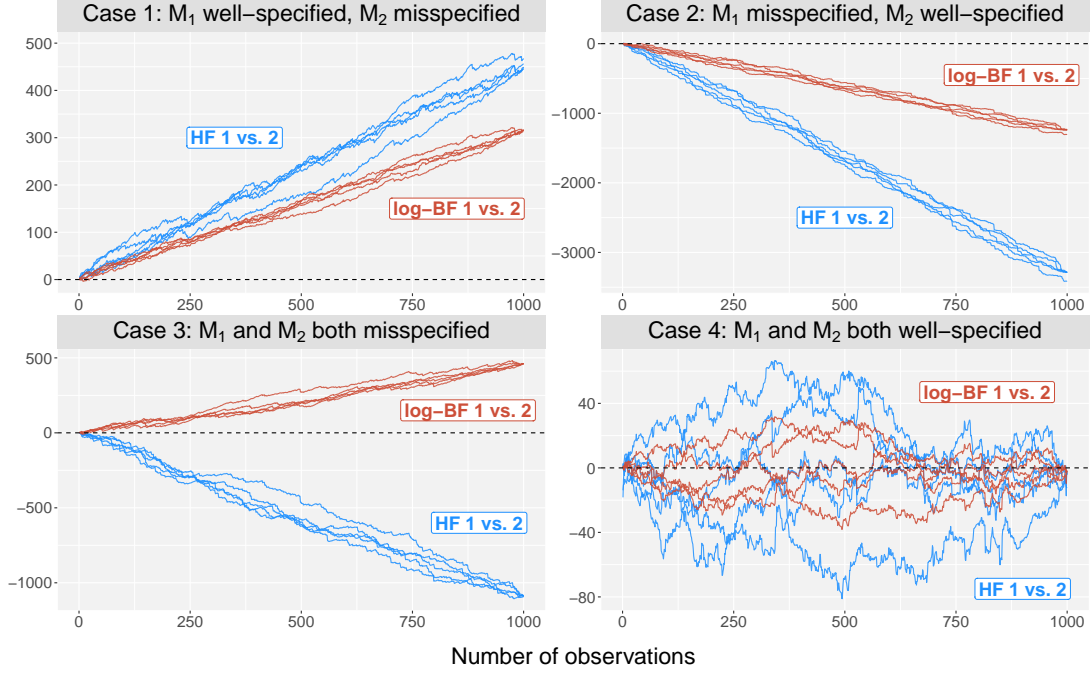 Case 1: M₁ well−specified, M₂ misspecified
500
400
300
200
100
0
HF 1 vs. 2
log−BF 1 vs. 2
0 250 500 750 1000
Case 2: M₁ misspecified, M₂ well−specified
0
−1000
−2000
−3000
log−BF 1 vs. 2
HF 1 vs. 2
0 250 500 750 1000
Case 3: M₁ and M₂ both misspecified
500
0
−500
−1000
log−BF 1 vs. 2
HF 1 vs. 2
0 250 500 750 1000
Case 4: M₁ and M₂ both well−specified
40
0
−40
−80
log−BF 1 vs. 2
HF 1 vs. 2
0 250 500 750 1000
Number of observations